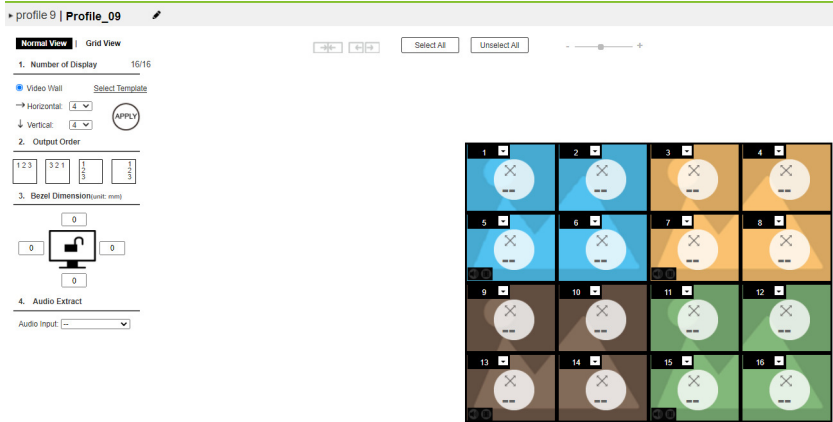 profile 9 | Profile_09
Normal View | Grid View
Select All Unselect All - +
1. Number of Display 16/16
Video Wall Select Template
Horizontal: 4
APPLY
Vertical: 4
2. Output Order
1 2 3
3 2 1
1
2
3
1
2
3
3. Bezel Dimension(unit: mm)
0
0 0
0
4. Audio Extract
Audio Input: --
1 2 3 4
-- -- -- --
5 6 7 8
-- -- -- --
9 10 11 12
-- -- -- --
13 14 15 16
-- -- -- --